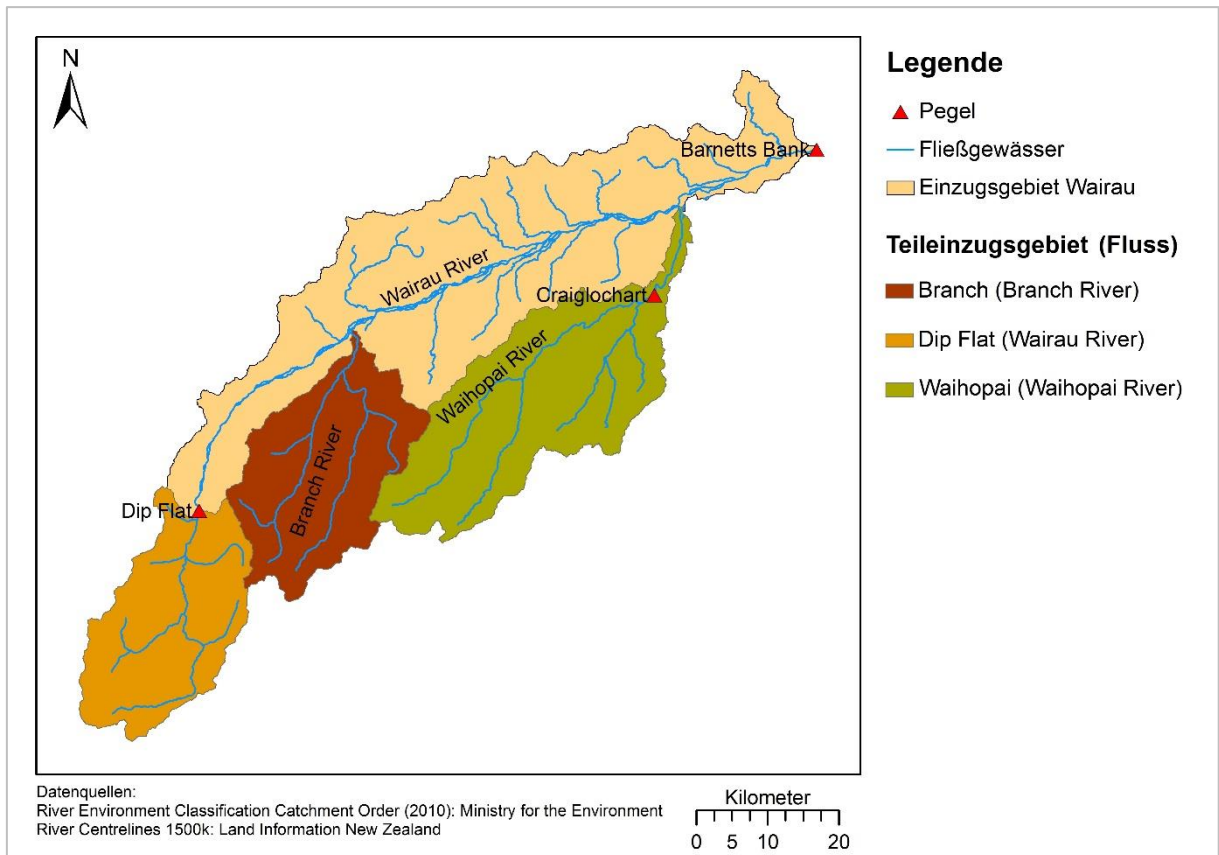 N
Barnetts Bank
Wairau River
Craiglochart
Waihopai River
Branch River
Dip Flat
Legende
Pegel
Fließgewässer
Einzugsgebiet Wairau
Teileinzugsgebiet (Fluss)
Branch (Branch River)
Dip Flat (Wairau River)
Waihopai (Waihopai River)
Datenquellen:
River Environment Classification Catchment Order (2010): Ministry for the Environment
River Centrelines 1500k: Land Information New Zealand
Kilometer
0 5 10 20